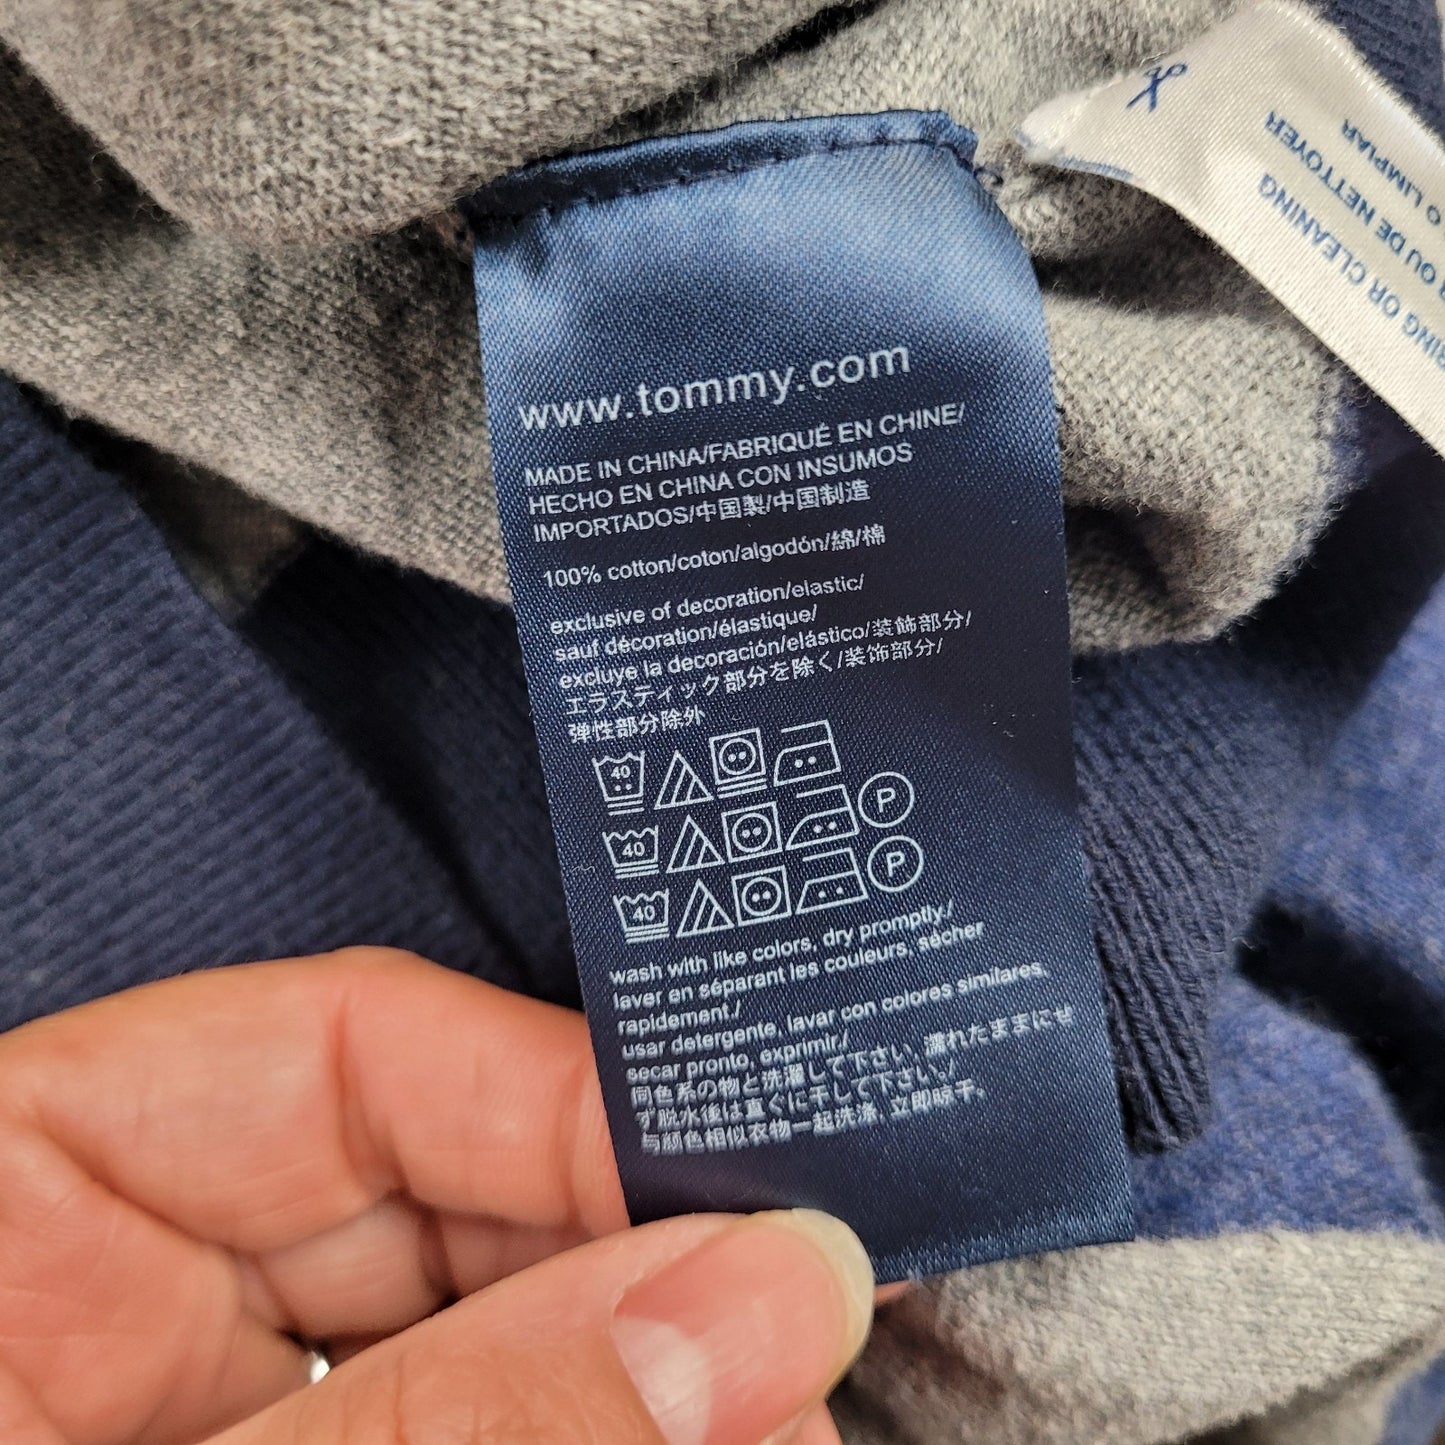 www.tommy.com
MADE IN CHINA/FABRIQUÉ EN CHINE/
HECHO EN CHINA CON INSUMOS
IMPORTADOS/中国製/中国制造
100% cotton/coton/algodón/綿/棉
exclusive of decoration/elastic/
sauf décoration/élastique/
excluye la decoración/elástico/装飾部分/
エラスティック部分を除く/装饰部分/
弹性部分除外
40
40 P
40 P
wash with like colors, dry promptly./
laver en séparant les couleurs, sécher
rapidement./
usar detergente, lavar con colores similares,
secar pronto, exprimir./
同色系の物と洗濯して下さい, 濡れたままにせ
ず脱水後は直ぐに干して下さい./
与颜色相似衣物一起洗涤, 立即晾干.
RING OR CLEANING
R OU DE NETTOYER
O LIMPIAR